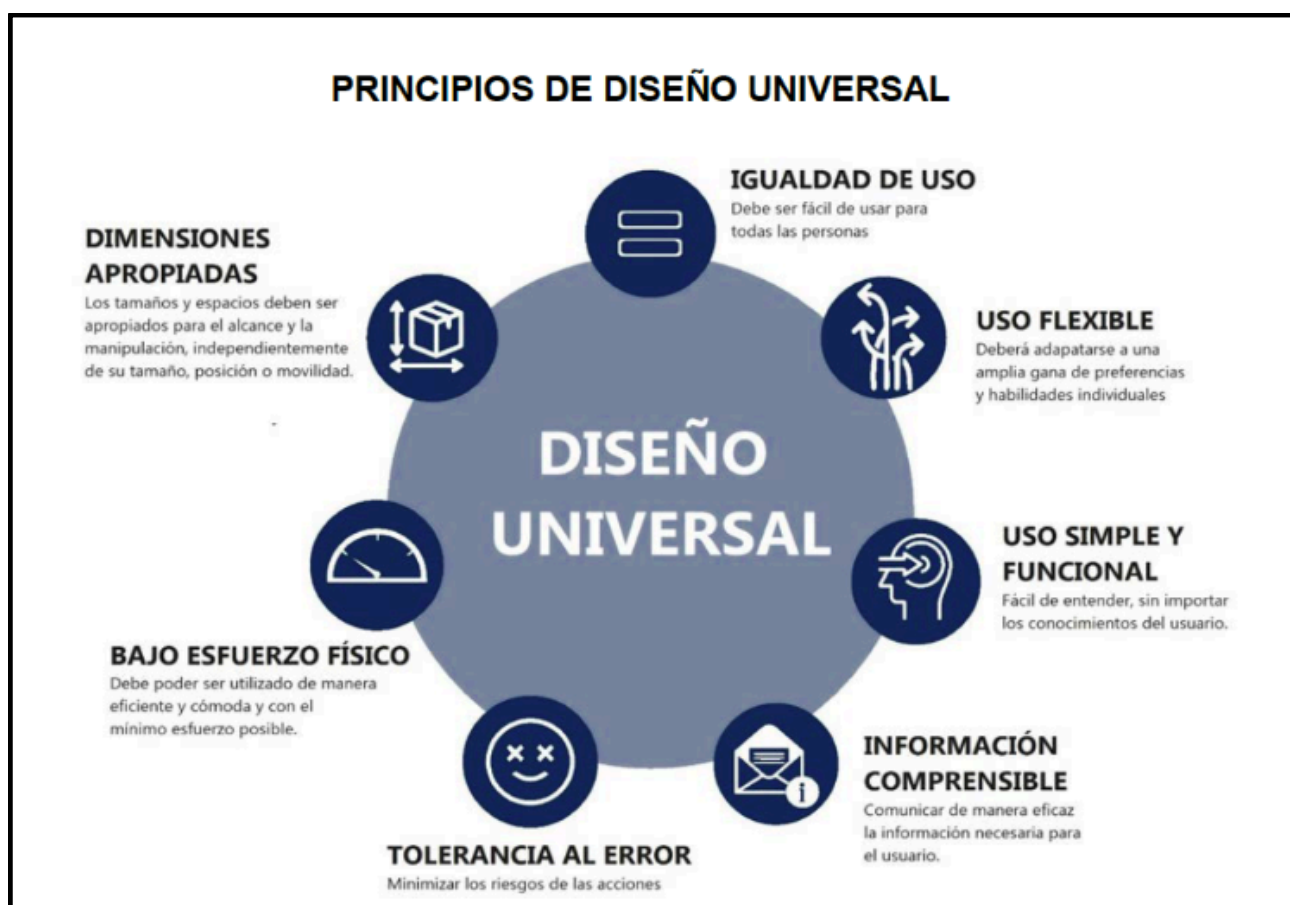 PRINCIPIOS DE DISEÑO UNIVERSAL
IGUALDAD DE USO
Debe ser fácil de usar para
todas las personas
USO FLEXIBLE
Deberá adapatarse a una
amplia gana de preferencias
y habilidades individuales
USO SIMPLE Y
FUNCIONAL
Fácil de entender, sin importar
los conocimientos del usuario.
INFORMACIÓN
COMPRENSIBLE
Comunicar de manera eficaz
la información necesaria para
el usuario.
TOLERANCIA AL ERROR
Minimizar los riesgos de las acciones
BAJO ESFUERZO FÍSICO
Debe poder ser utilizado de manera
eficiente y cómoda y con el
mínimo esfuerzo posible.
DIMENSIONES
APROPIADAS
Los tamaños y espacios deben ser
apropiados para el alcance y la
manipulación, independientemente
de su tamaño, posición o movilidad.
DISEÑO
UNIVERSAL
i